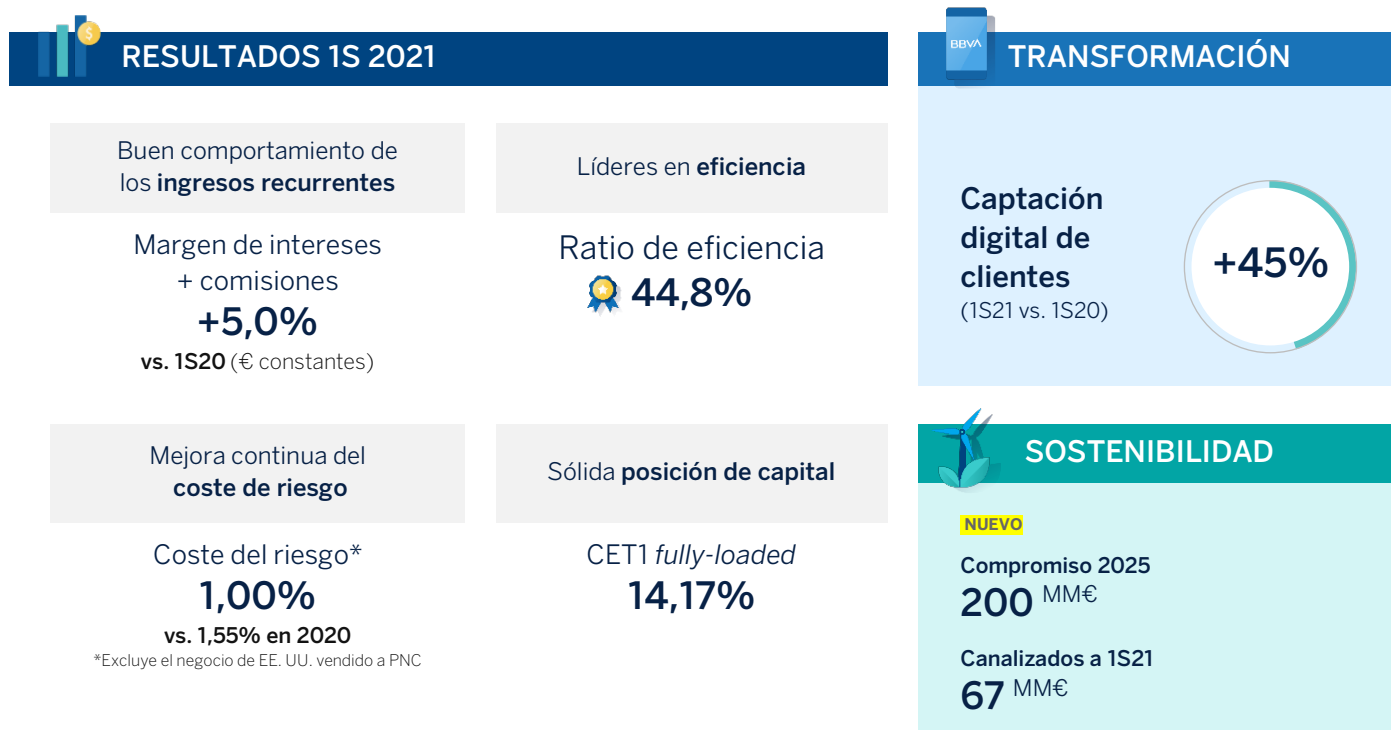 RESULTADOS 1S 2021
Buen comportamiento de
los ingresos recurrentes
Margen de intereses
+ comisiones
+5,0%
vs. 1S20 (€ constantes)
Líderes en eficiencia
Ratio de eficiencia
44,8%
Mejora continua del
coste de riesgo
Coste del riesgo*
1,00%
vs. 1,55% en 2020
*Excluye el negocio de EE. UU. vendido a PNC
Sólida posición de capital
CET1 fully-loaded
14,17%
BBVA
TRANSFORMACIÓN
Captación
digital de
clientes
(1S21 vs. 1S20)
+45%
SOSTENIBILIDAD
NUEVO
Compromiso 2025
200 MM€
Canalizados a 1S21
67 MM€